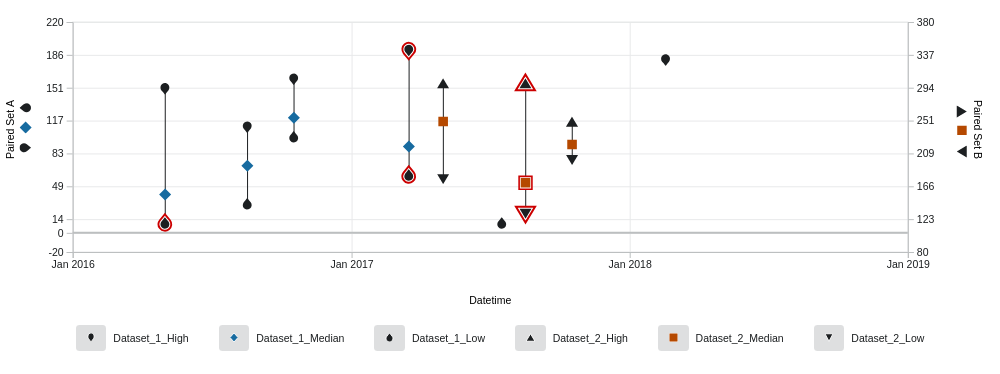 220
186
151
117
83
49
14
0
-20
380
337
294
251
209
166
123
80
Paired Set A
Paired Set B
Jan 2016
Jan 2017
Jan 2018
Jan 2019
Datetime
Dataset_1_High
Dataset_1_Median
Dataset_1_Low
Dataset_2_High
Dataset_2_Median
Dataset_2_Low